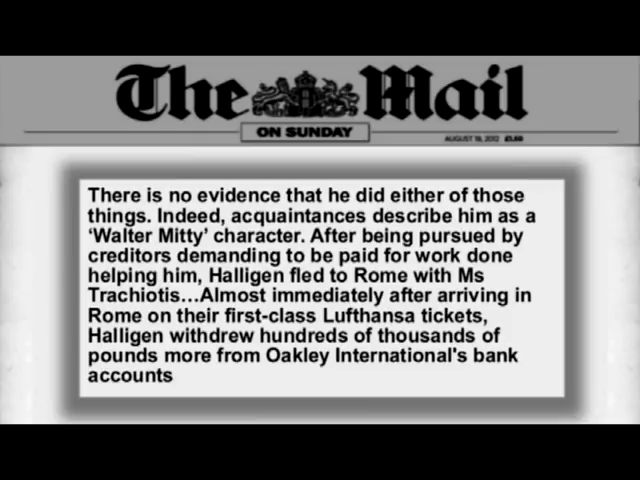 The Mail
ON SUNDAY
AUGUST 19, 2012
There is no evidence that he did either of those
things. Indeed, acquaintances describe him as a
‘Walter Mitty’ character. After being pursued by
creditors demanding to be paid for work done
helping him, Halligen fled to Rome with Ms
Trachiotis…Almost immediately after arriving in
Rome on their first-class Lufthansa tickets,
Halligen withdrew hundreds of thousands of
pounds more from Oakley International's bank
accounts